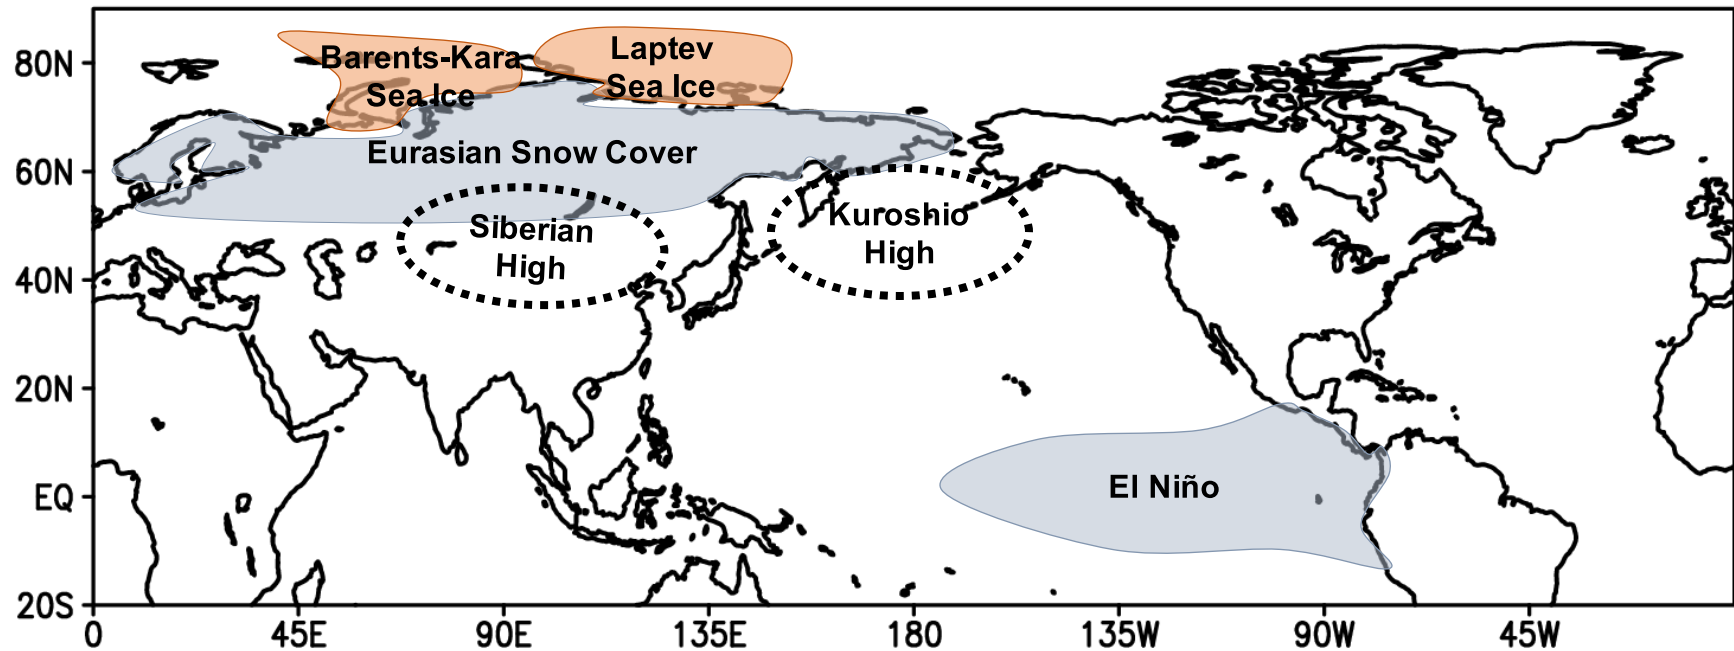 80N
60N
40N
20N
EQ
20S
Barents-Kara
Sea Ice
Laptev
Sea Ice
Eurasian Snow Cover
Siberian
High
Kuroshio
High
El Niño
0
45E
90E
135E
180
135W
90W
45W